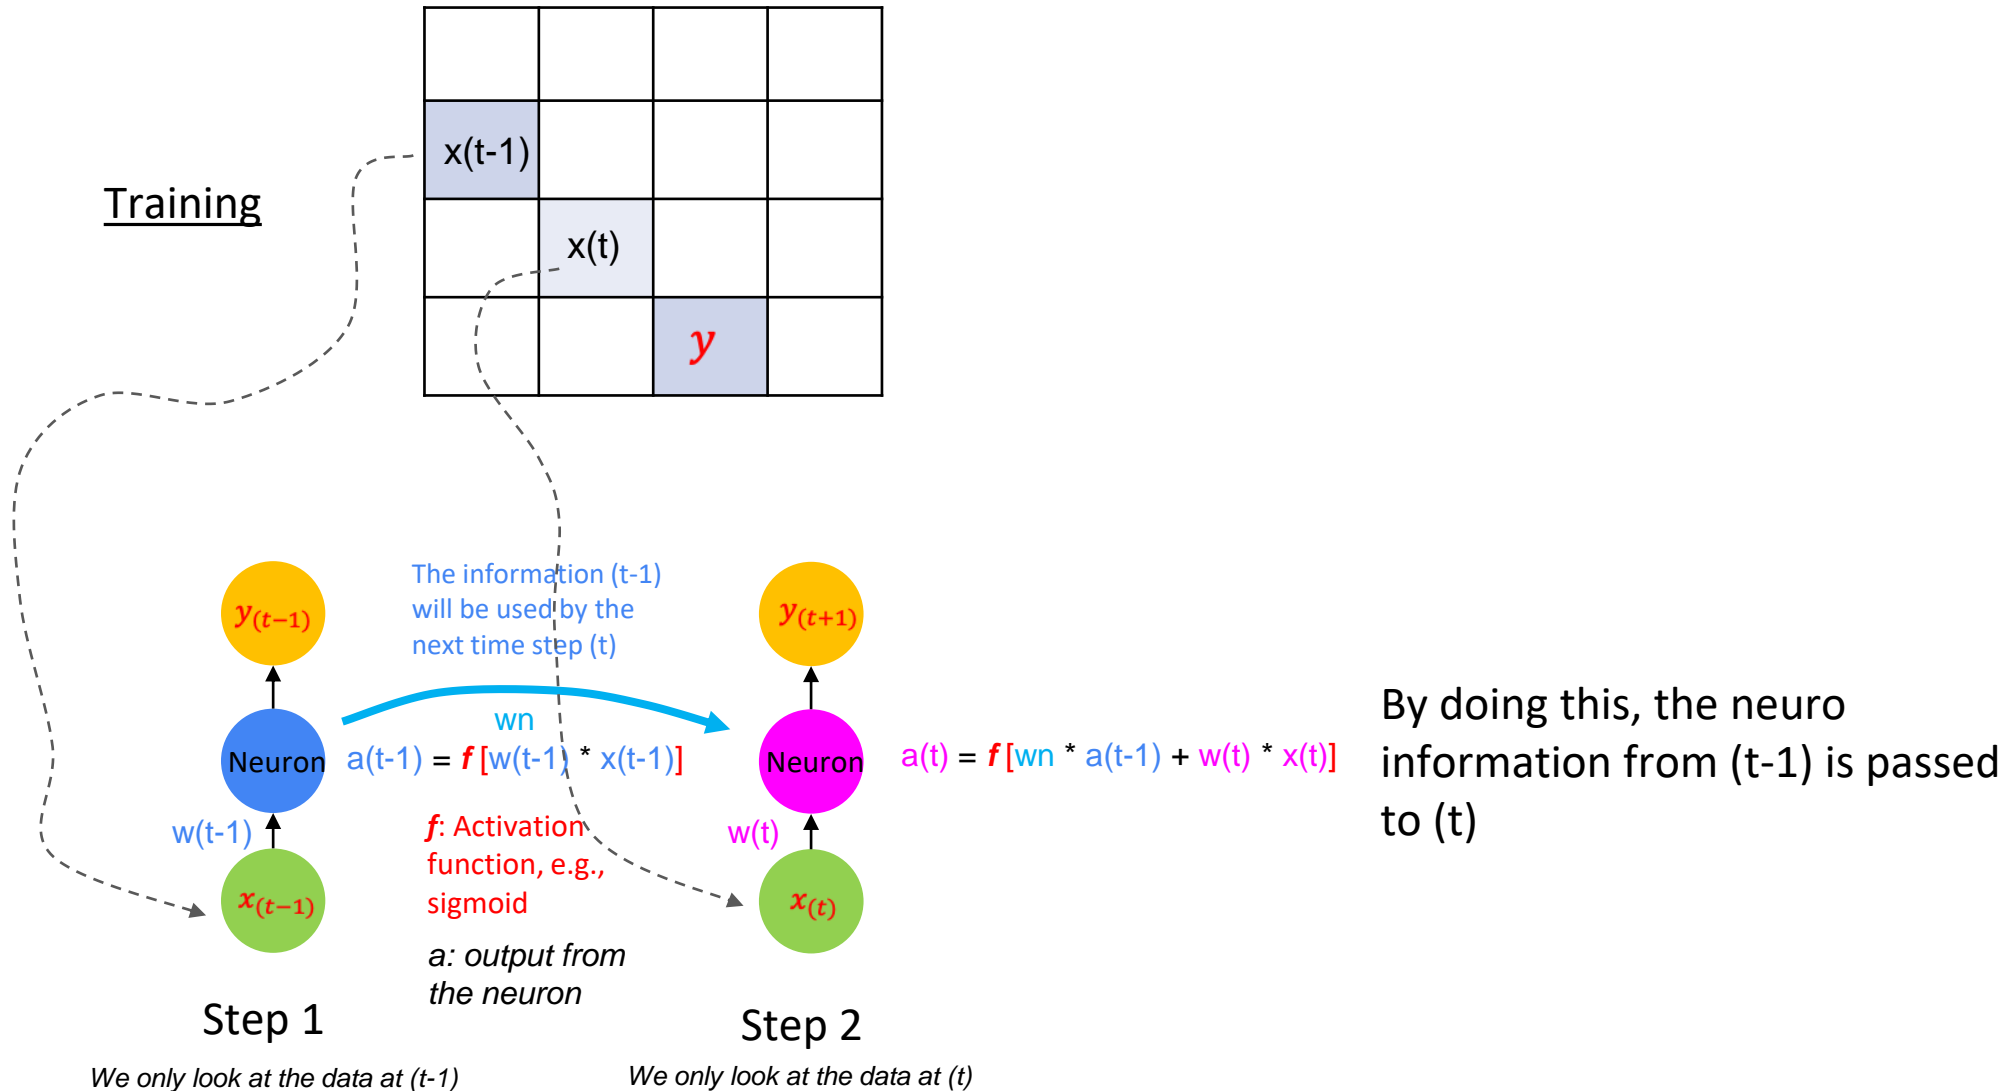 x(t-1)
Training
x(t)
y
y(t−1)
The information (t-1)
will be used by the
next time step (t)
y(t+1)
wn
Neuron
a(t-1) = f [w(t-1) * x(t-1)]
Neuron
a(t) = f [wn * a(t-1) + w(t) * x(t)]
By doing this, the neuro
information from (t-1) is passed
to (t)
w(t-1)
f: Activation
function, e.g.,
sigmoid
w(t)
x(t−1)
x(t)
a: output from
the neuron
Step 1
Step 2
We only look at the data at (t-1)
We only look at the data at (t)